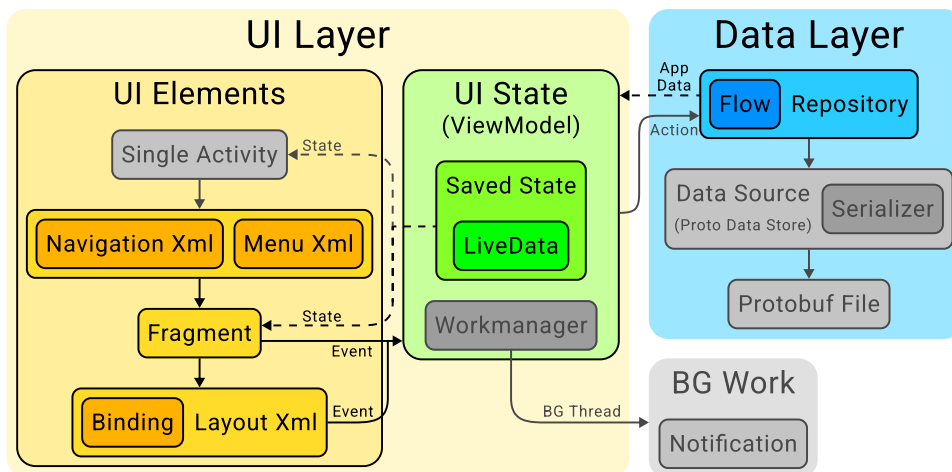 UI Layer
UI Elements
Single Activity
State
Navigation Xml
Menu Xml
Fragment
State
Event
Binding
Layout Xml
Event
UI State
(ViewModel)
Saved State
LiveData
Workmanager
BG Thread
Data Layer
App
Data
Action
Flow
Repository
Data Source
(Proto Data Store)
Serializer
Protobuf File
BG Work
Notification